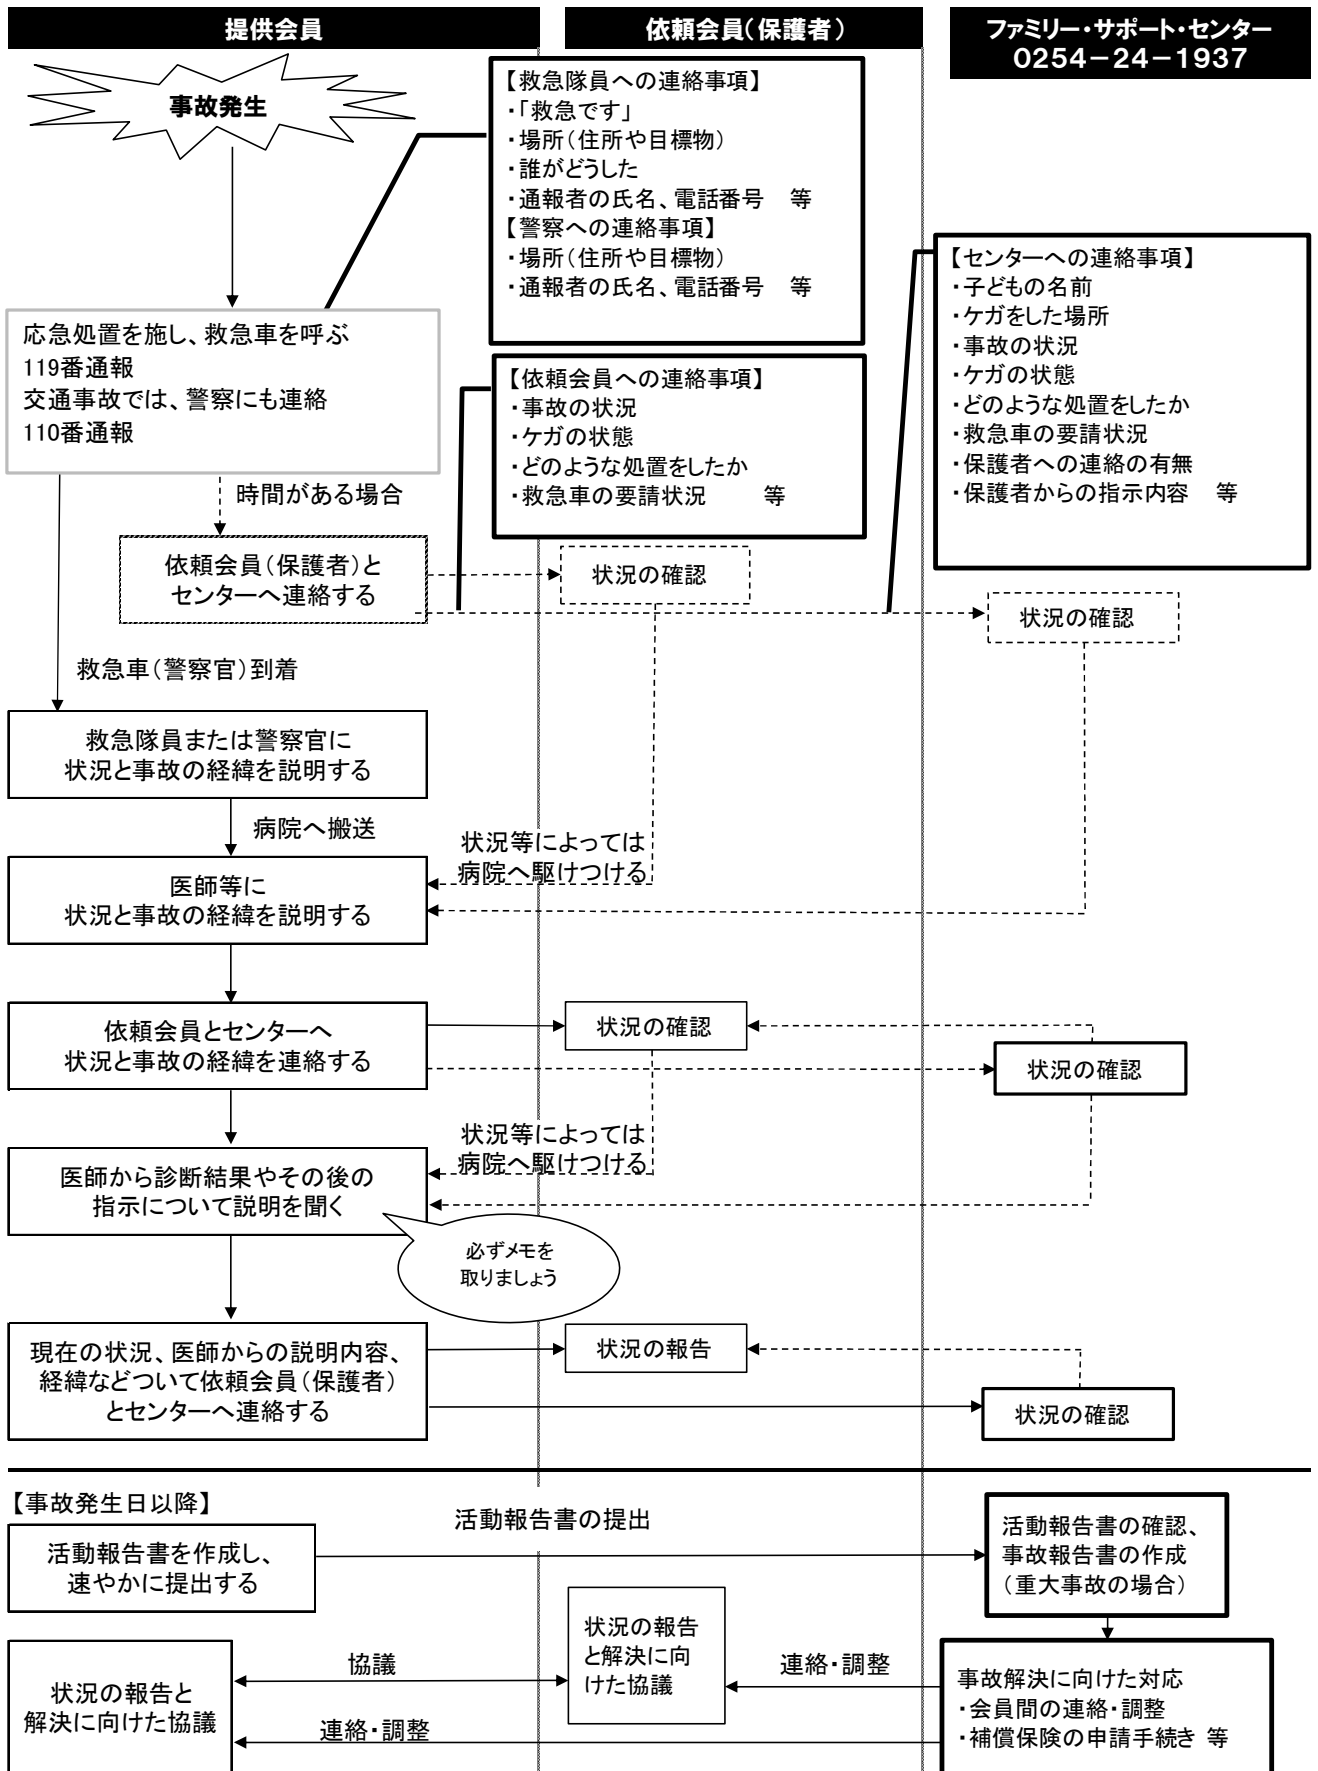 提供会員
依頼会員(保護者)
ファミリー・サポート・センター
0254-24-1937
事故発生
【救急隊員への連絡事項】
・「救急です」
・場所(住所や目標物)
・誰がどうした
・通報者の氏名、電話番号 等
【警察への連絡事項】
・場所(住所や目標物)
・通報者の氏名、電話番号 等
【センターへの連絡事項】
・子どもの名前
・ケガをした場所
・事故の状況
・ケガの状態
・どのような処置をしたか
・救急車の要請状況
・保護者への連絡の有無
・保護者からの指示内容 等
応急処置を施し、救急車を呼ぶ
119番通報
交通事故では、警察にも連絡
110番通報
【依頼会員への連絡事項】
・事故の状況
・ケガの状態
・どのような処置をしたか
・救急車の要請状況 等
時間がある場合
依頼会員(保護者)と
センターへ連絡する
状況の確認
状況の確認
救急車(警察官)到着
救急隊員または警察官に
状況と事故の経緯を説明する
病院へ搬送
状況等によっては
病院へ駆けつける
医師等に
状況と事故の経緯を説明する
依頼会員とセンターへ
状況と事故の経緯を連絡する
状況の確認
状況の確認
状況等によっては
病院へ駆けつける
医師から診断結果やその後の
指示について説明を聞く
必ずメモを
取りましょう
現在の状況、医師からの説明内容、
経緯などついて依頼会員(保護者)
とセンターへ連絡する
状況の報告
状況の確認
【事故発生日以降】
活動報告書の提出
活動報告書を作成し、
速やかに提出する
活動報告書の確認、
事故報告書の作成
(重大事故の場合)
状況の報告
と解決に向
けた協議
協議
連絡・調整
状況の報告と
解決に向けた協議
連絡・調整
事故解決に向けた対応
・会員間の連絡・調整
・補償保険の申請手続き 等